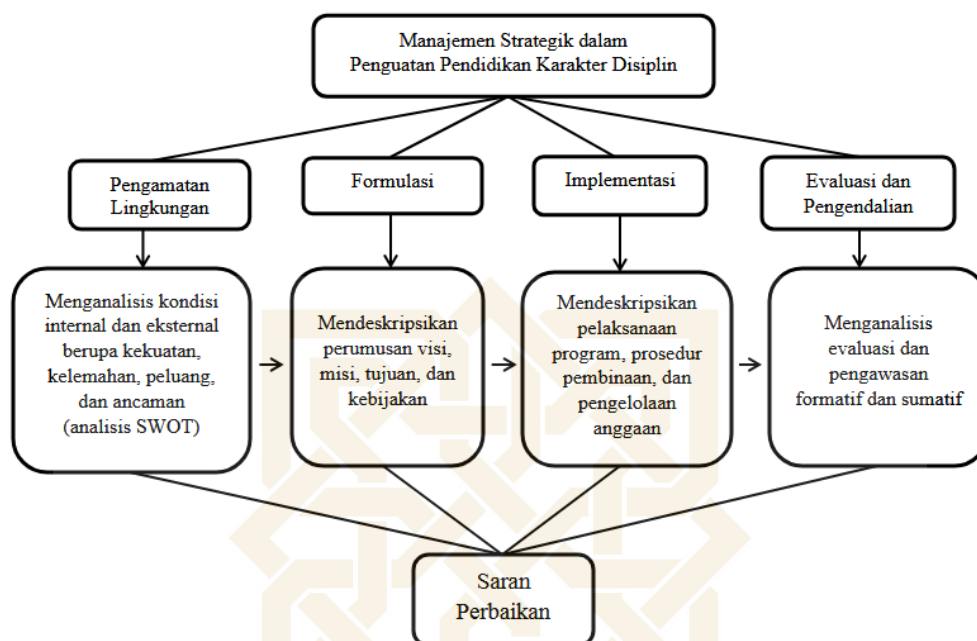 Manajemen Strategik dalam
Penguatan Pendidikan Karakter Disiplin
Pengamatan
Lingkungan
Formulasi
Implementasi
Evaluasi dan
Pengendalian
Menganalisis kondisi
internal dan eksternal
berupa kekuatan,
kelemahan, peluang,
dan ancaman
(analisis SWOT)
Mendeskripsikan
perumusan visi,
misi, tujuan, dan
kebijakan
Mendeskripsikan
pelaksanaan
program, prosedur
pembinaan, dan
pengelolaan
anggaan
Menganalisis
evaluasi dan
pengawasan
formatif dan sumatif
Saran
Perbaikan